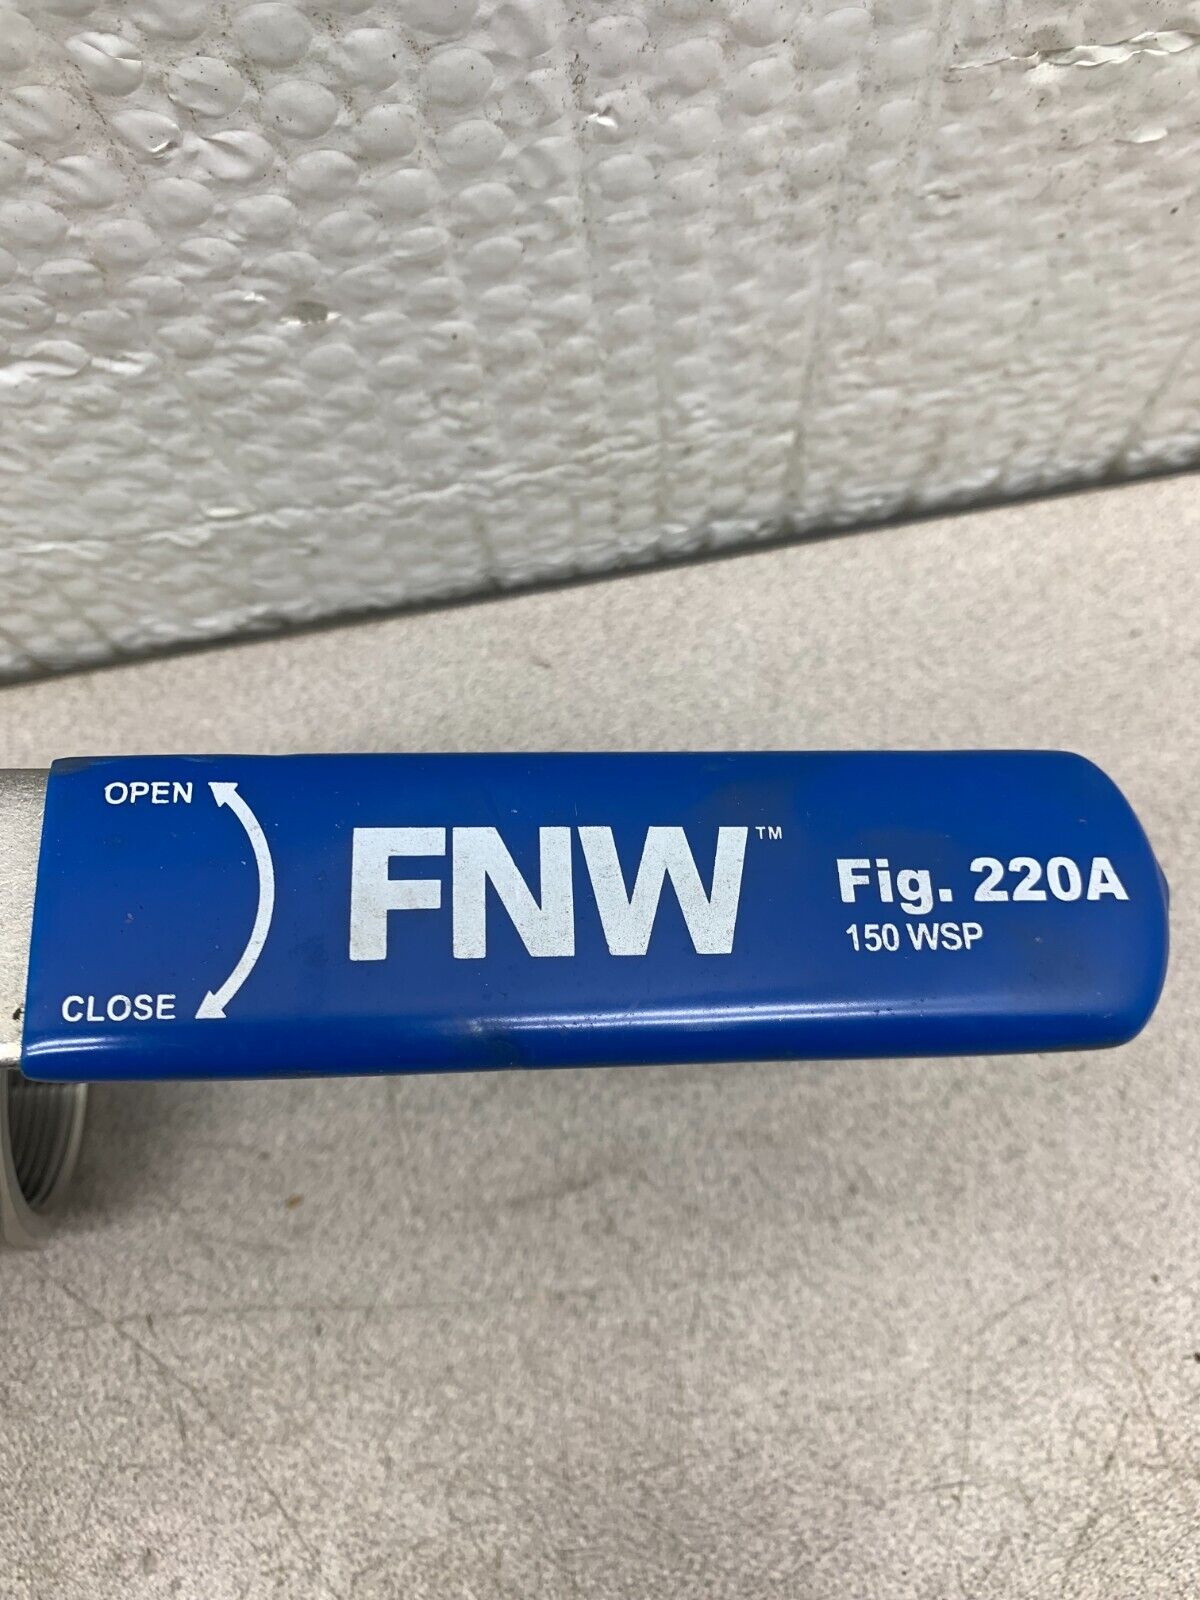 OPEN
CLOSE
FNW™
Fig. 220A
150 WSP